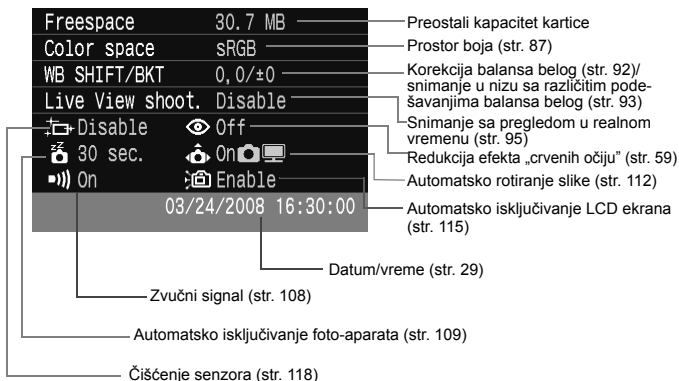 Freespace 30.7 MB
Color space sRGB
WB SHIFT/BKT 0,0/±0
Live View shoot. Disable
Disable Off
30 sec. On
On Enable
03/24/2008 16:30:00
Preostali kapacitet kartice
Prostor boja (str. 87)
Korekcija balansa belog (str. 92)/
snimanje u nizu sa različitim pode-
šavanjima balansa belog (str. 93)
Snimanje sa pregledom u realnom
vremenu (str. 95)
Redukcija efekta „crvenih očiju” (str. 59)
Automatsko rotiranje slike (str. 112)
Automatsko isključivanje LCD ekrana
(str. 115)
Datum/vreme (str. 29)
Zvučni signal (str. 108)
Automatsko isključivanje foto-aparata (str. 109)
Čišćenje senzora (str. 118)